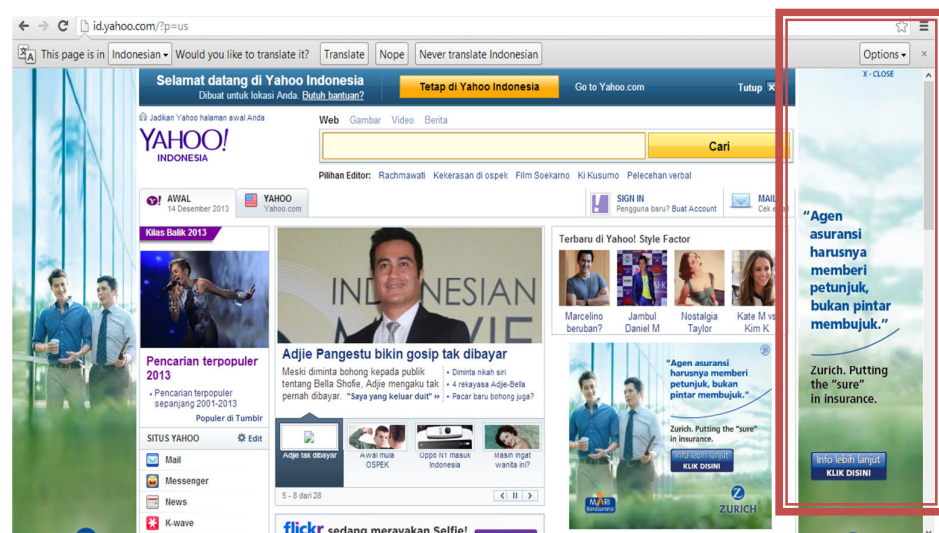 id.yahoo.com/?p=us
This page is in Indonesian Would you like to translate it? Translate Nope Never translate Indonesian Options
Selamat datang di Yahoo Indonesia
Dibuat untuk lokasi Anda. Butuh bantuan?
Tetap di Yahoo Indonesia
Go to Yahoo.com
Tutup
X - CLOSE
Jadikan Yahoo halaman awal Anda
YAHOO!
INDONESIA
Web Gambar Video Berita
Cari
Pilihan Editor: Rachmawati Kekerasan di ospek Film Soekarno Ki Kusumo Pelecehan verbal
AWAL
14 Desember 2013
YAHOO
Yahoo.com
SIGN IN
Pengguna baru? Buat Account
MAIL
Cek
Kilas Balik 2013
Pencarian terpopuler
2013
• Pencarian terpopuler
sepanjang 2001-2013
Populer di Tumblr
SITUS YAHOO Edit
Mail
Messenger
News
K-wave
INDONESIAN
MOVIE
Adjie Pangestu bikin gosip tak dibayar
Meski diminta bohong kepada publik
tentang Bella Shofie, Adjie mengaku tak
pernah dibayar. "Saya yang keluar duit" »
• Diminta nikah siri
• 4 rekayasa Adjie-Bella
• Pacar baru bohong juga?
Adjie tak dibayar
Awal mula
OSPEK
Oppo N1 masuk
Indonesia
Masih ingat
wanita ini?
5 - 8 dari 28
flickr sedang merayakan Selfie!
Terbaru di Yahoo! Style Factor
Marcelino
beruban?
Jambul
Daniel M
Nostalgia
Taylor
Kate M vs
Kim K
"Agen asuransi
harusnya memberi
petunjuk, bukan
pintar membujuk."
Zurich. Putting the "sure"
in insurance.
Info lebih lanjut
KLIK DISINI
MARI
Berasuransi
ZURICH
"Agen
asuransi
harusnya
memberi
petunjuk,
bukan pintar
membujuk."
Zurich. Putting
the "sure"
in insurance.
Info lebih lanjut
KLIK DISINI